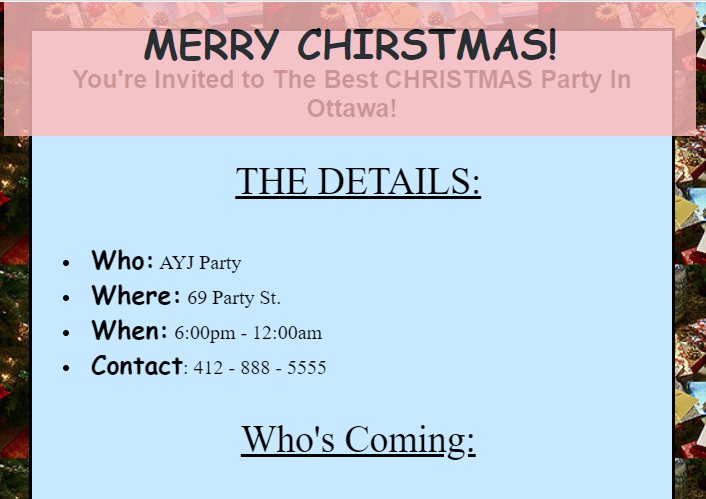 MERRY CHIRSTMAS!
You're Invited to The Best CHRISTMAS Party In
Ottawa!
THE DETAILS:
• Who: AYJ Party
• Where: 69 Party St.
• When: 6:00pm - 12:00am
• Contact: 412 - 888 - 5555
Who's Coming: